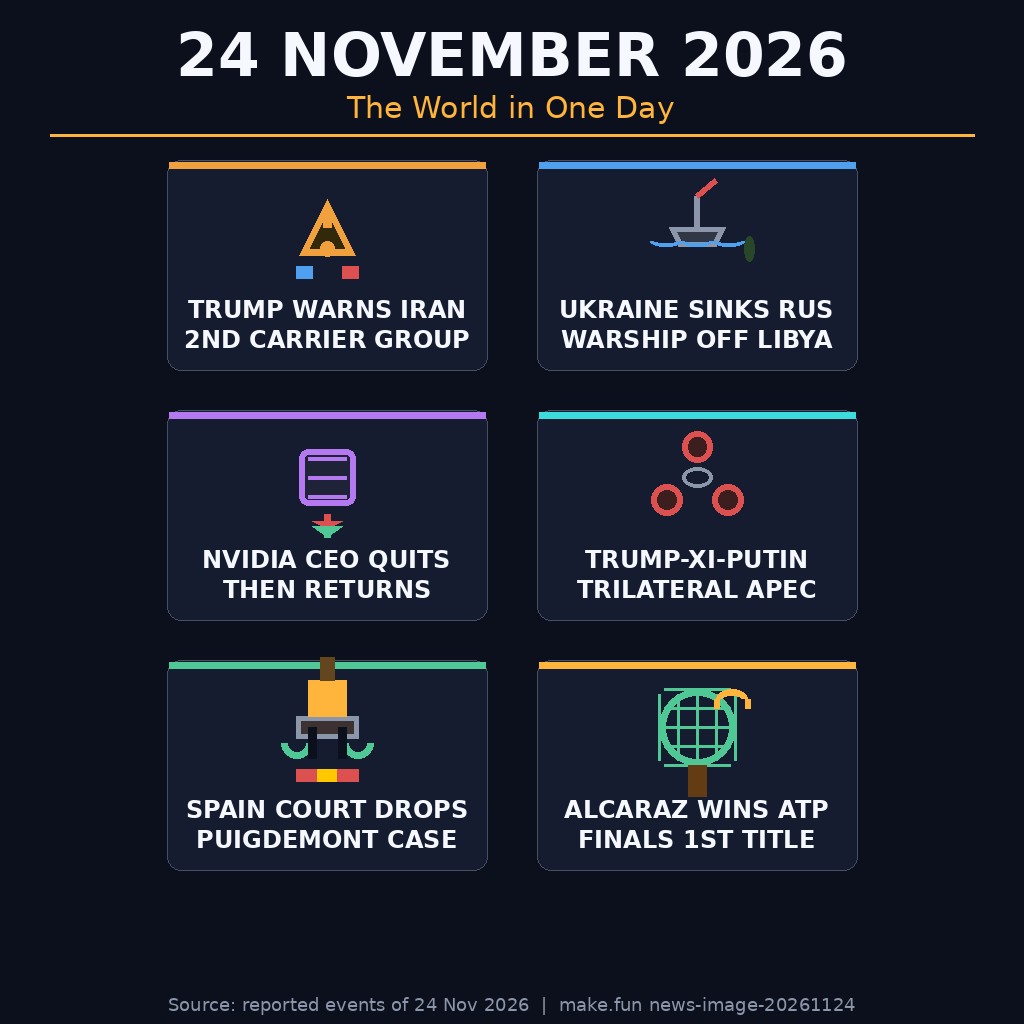 24 NOVEMBER 2026
The World in One Day
TRUMP WARNS IRAN
2ND CARRIER GROUP
UKRAINE SINKS RUS
WARSHIP OFF LIBYA
NVIDIA CEO QUITS
THEN RETURNS
TRUMP-XI-PUTIN
TRILATERAL APEC
SPAIN COURT DROPS
PUIGDEMONT CASE
ALCARAZ WINS ATP
FINALS 1ST TITLE
Source: reported events of 24 Nov 2026 | make.fun news-image-20261124